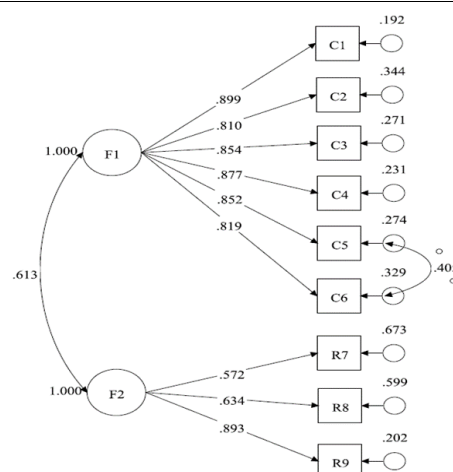 .192
C1
.344
.899
C2
.810
.271
.854
C3
1.000
F1
.877
.231
C4
.852
.274
.819
C5
.613
.329
C6
.673
R7
.572
1.000
F2
.634
.599
R8
.893
.202
R9